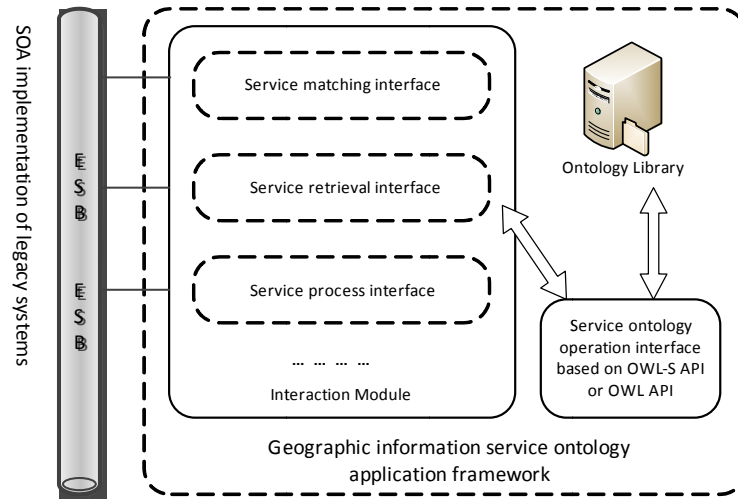 SOA implementation of legacy systems
E
S
B
E
S
B
Service matching interface
Service retrieval interface
Service process interface
... ... ... ...
Interaction Module
Ontology Library
Service ontology
operation interface
based on OWL-S API
or OWL API
Geographic information service ontology
application framework